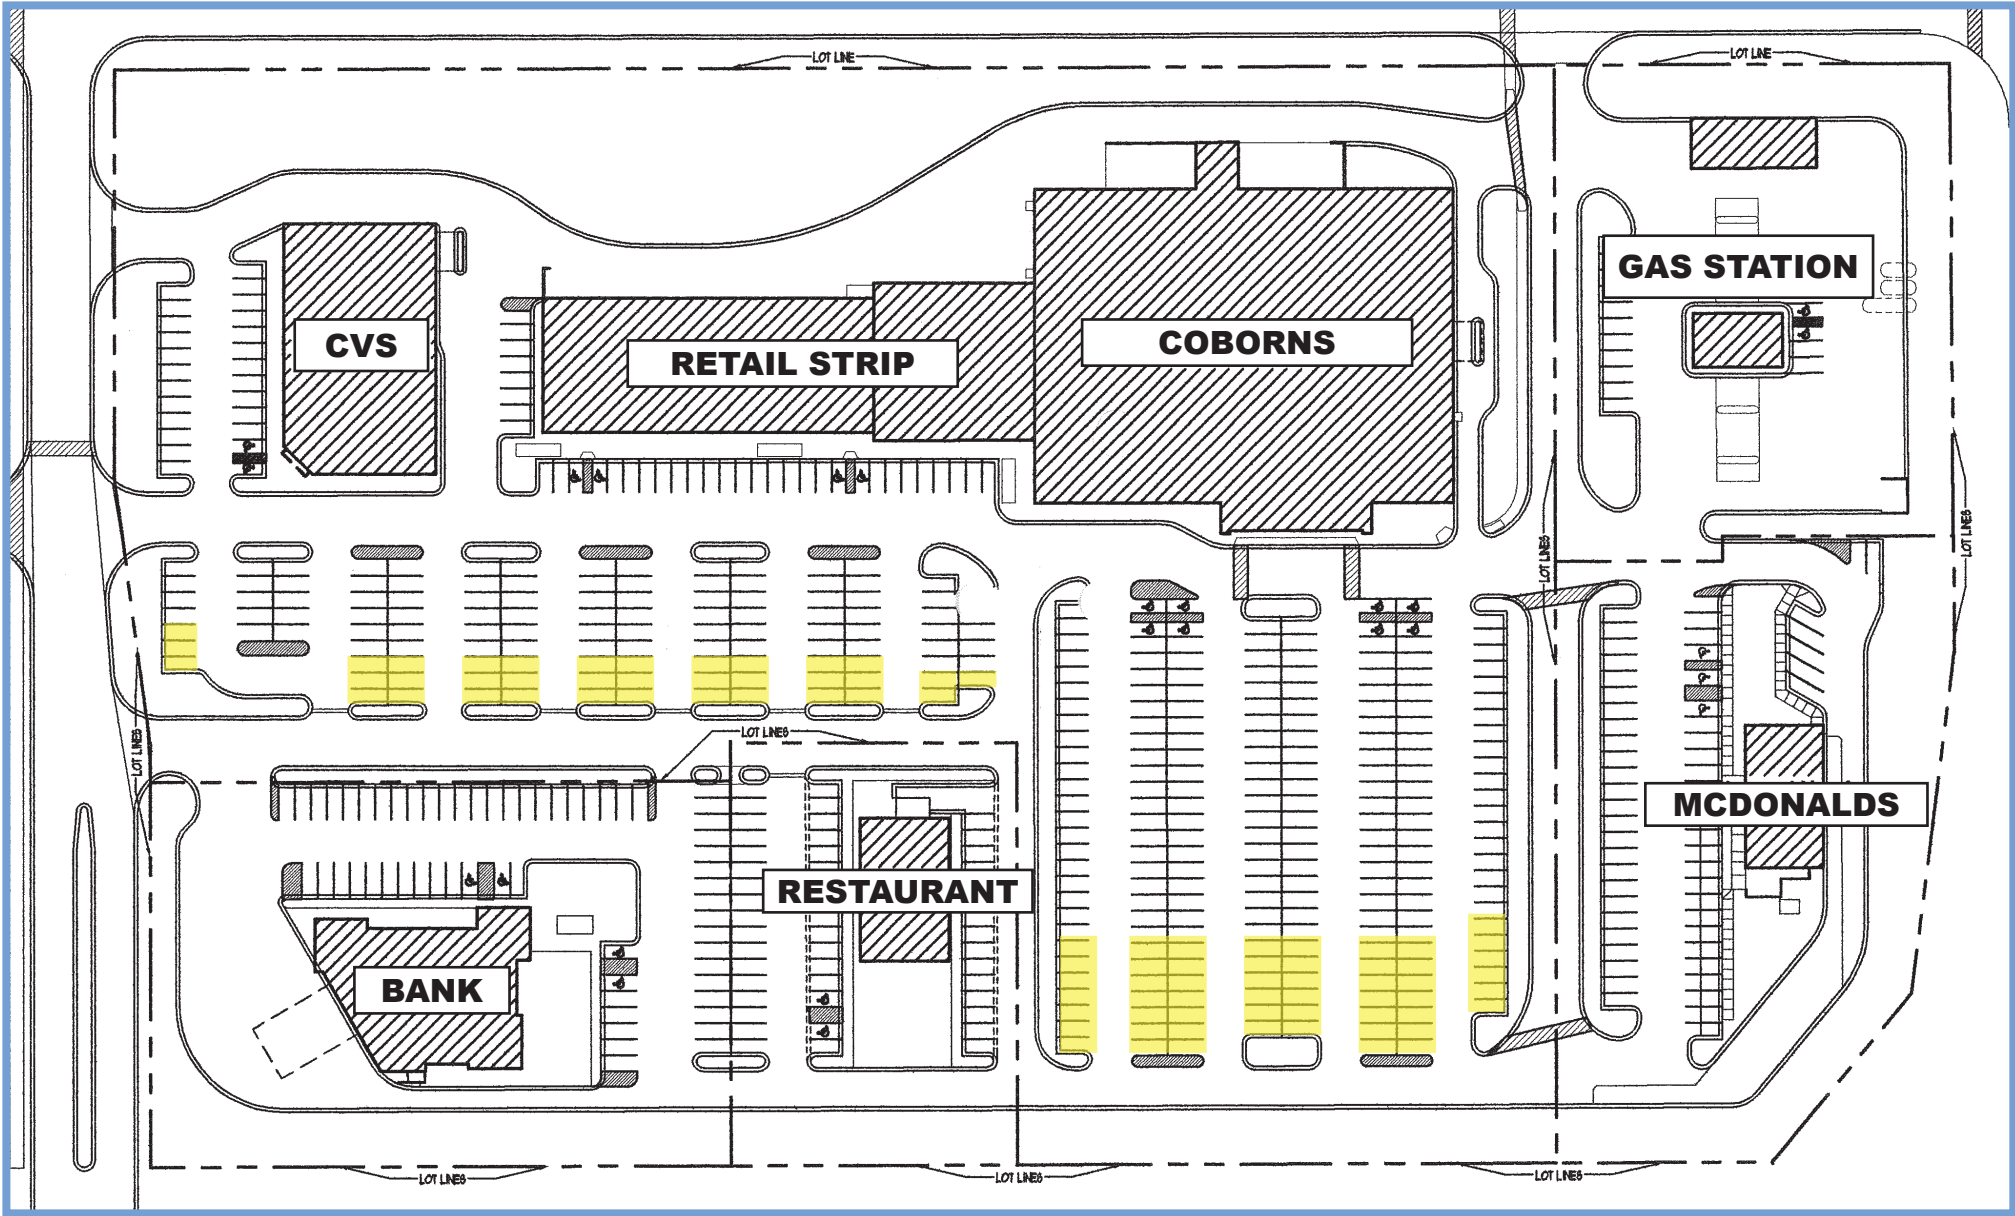 LOT LINE
LOT LINE
GAS STATION
CVS
RETAIL STRIP
COBORNS
LOT LINES
LOT LINES
LOT LINES
LOT LINES
MCDONALDS
RESTAURANT
BANK
LOT LINES
LOT LINES
LOT LINES